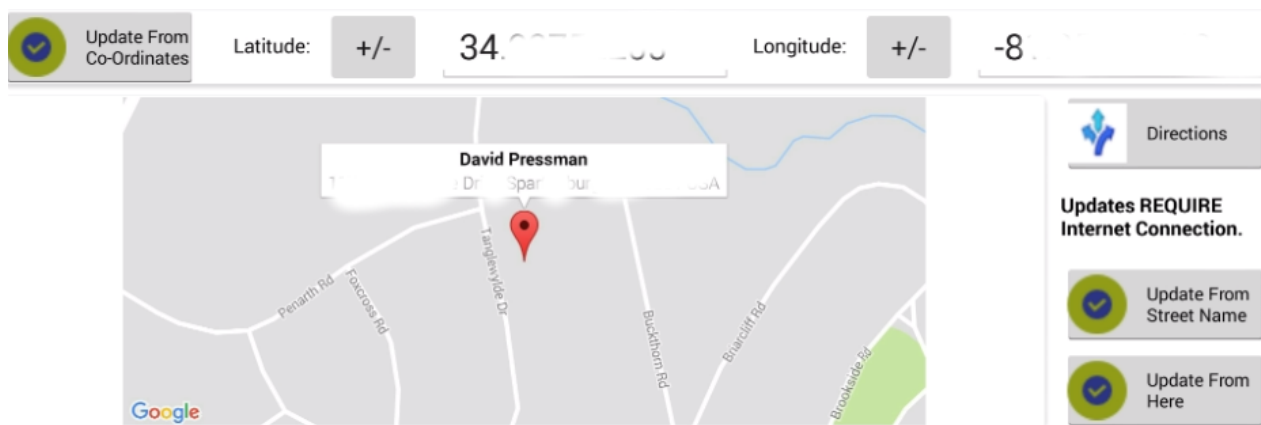 Update From
Co-Ordinates
Latitude:
+/-
34.
Longitude:
+/-
-8
David Pressman
Directions
Updates REQUIRE
Internet Connection.
Update From
Street Name
Update From
Here
Penarth Rd
Foxcross Rd
Tanglewylde Dr
Buckthorn Rd
Briarcliff Rd
Brookside Rd
Google